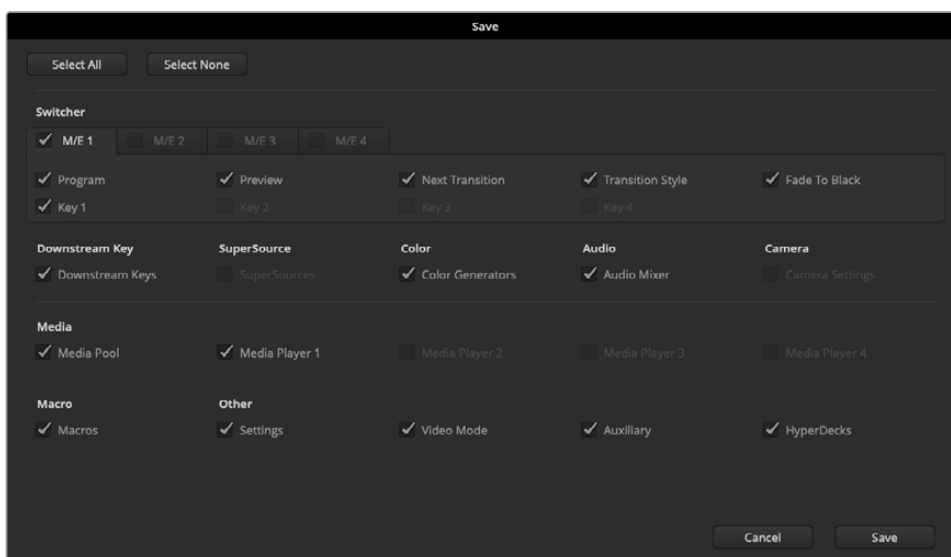 Save
Select All Select None
Switcher
M/E 1 M/E 2 M/E 3 M/E 4
Program Preview Next Transition Transition Style Fade To Black
Key 1 Key 2 Key 3 Key 4
Downstream Key SuperSource Color Audio Camera
Downstream Keys SuperSources Color Generators Audio Mixer Camera Settings
Media
Media Pool Media Player 1 Media Player 2 Media Player 3 Media Player 4
Macro Other
Macros Settings Video Mode Auxiliary HyperDecks
Cancel Save